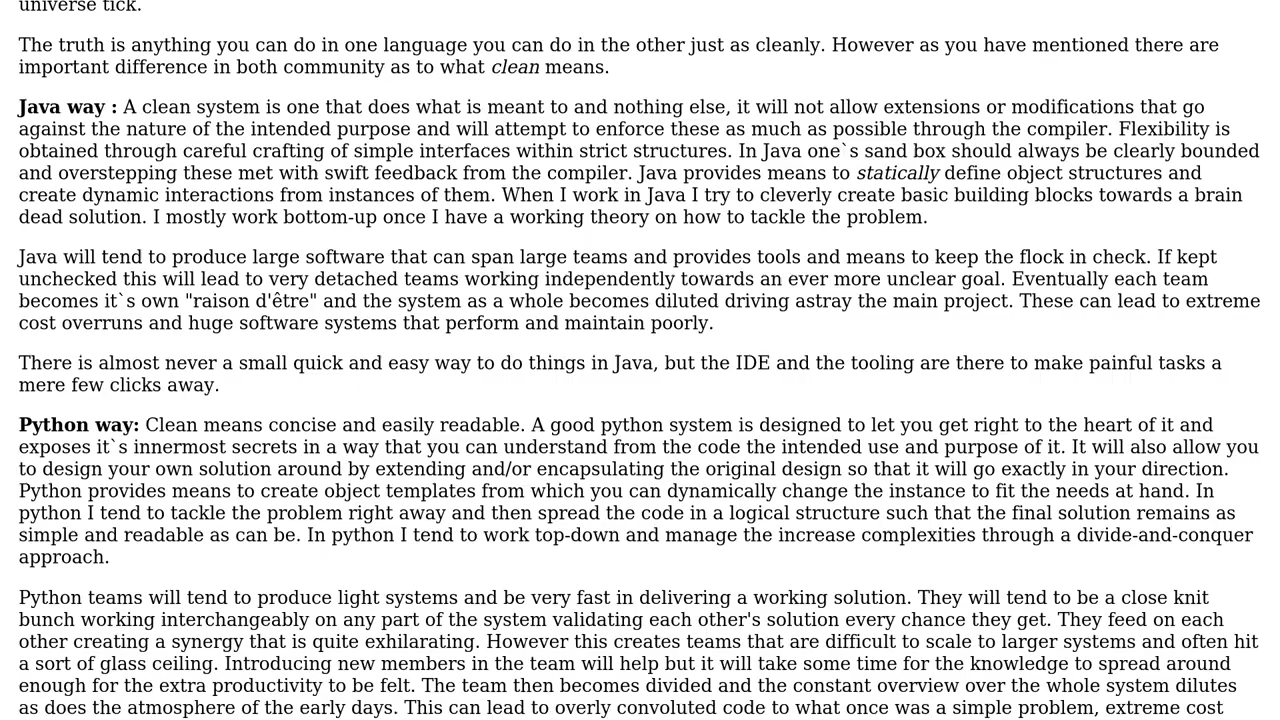 universe tick.
The truth is anything you can do in one language you can do in the other just as cleanly. However as you have mentioned there are
important difference in both community as to what clean means.
Java way : A clean system is one that does what is meant to and nothing else, it will not allow extensions or modifications that go
against the nature of the intended purpose and will attempt to enforce these as much as possible through the compiler. Flexibility is
obtained through careful crafting of simple interfaces within strict structures. In Java one`s sand box should always be clearly bounded
and overstepping these met with swift feedback from the compiler. Java provides means to statically define object structures and
create dynamic interactions from instances of them. When I work in Java I try to cleverly create basic building blocks towards a brain
dead solution. I mostly work bottom-up once I have a working theory on how to tackle the problem.
Java will tend to produce large software that can span large teams and provides tools and means to keep the flock in check. If kept
unchecked this will lead to very detached teams working independently towards an ever more unclear goal. Eventually each team
becomes it`s own "raison d'être" and the system as a whole becomes diluted driving astray the main project. These can lead to extreme
cost overruns and huge software systems that perform and maintain poorly.
There is almost never a small quick and easy way to do things in Java, but the IDE and the tooling are there to make painful tasks a
mere few clicks away.
Python way: Clean means concise and easily readable. A good python system is designed to let you get right to the heart of it and
exposes it`s innermost secrets in a way that you can understand from the code the intended use and purpose of it. It will also allow you
to design your own solution around by extending and/or encapsulating the original design so that it will go exactly in your direction.
Python provides means to create object templates from which you can dynamically change the instance to fit the needs at hand. In
python I tend to tackle the problem right away and then spread the code in a logical structure such that the final solution remains as
simple and readable as can be. In python I tend to work top-down and manage the increase complexities through a divide-and-conquer
approach.
Python teams will tend to produce light systems and be very fast in delivering a working solution. They will tend to be a close knit
bunch working interchangeably on any part of the system validating each other's solution every chance they get. They feed on each
other creating a synergy that is quite exhilarating. However this creates teams that are difficult to scale to larger systems and often hit
a sort of glass ceiling. Introducing new members in the team will help but it will take some time for the knowledge to spread around
enough for the extra productivity to be felt. The team then becomes divided and the constant overview over the whole system dilutes
as does the atmosphere of the early days. This can lead to overly convoluted code to what once was a simple problem, extreme cost